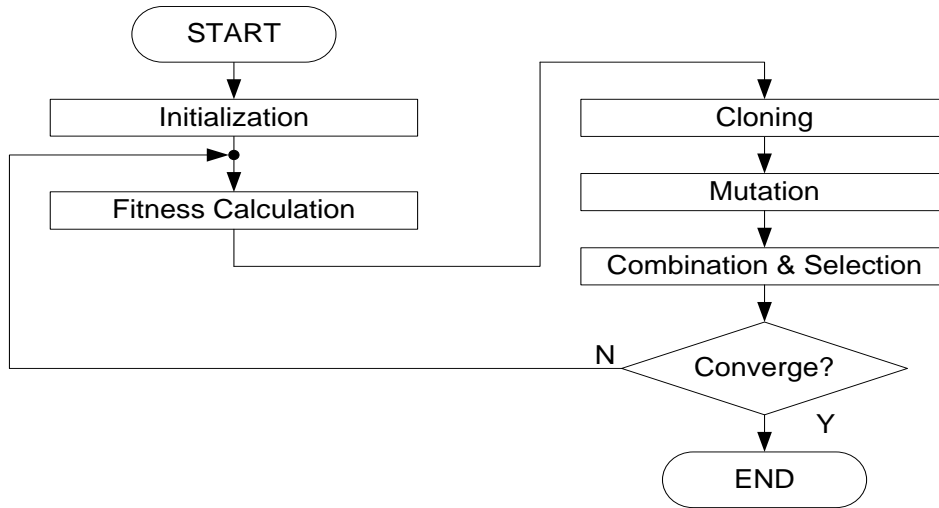 START
Initialization
Fitness Calculation
Cloning
Mutation
Combination & Selection
Converge?
N
Y
END